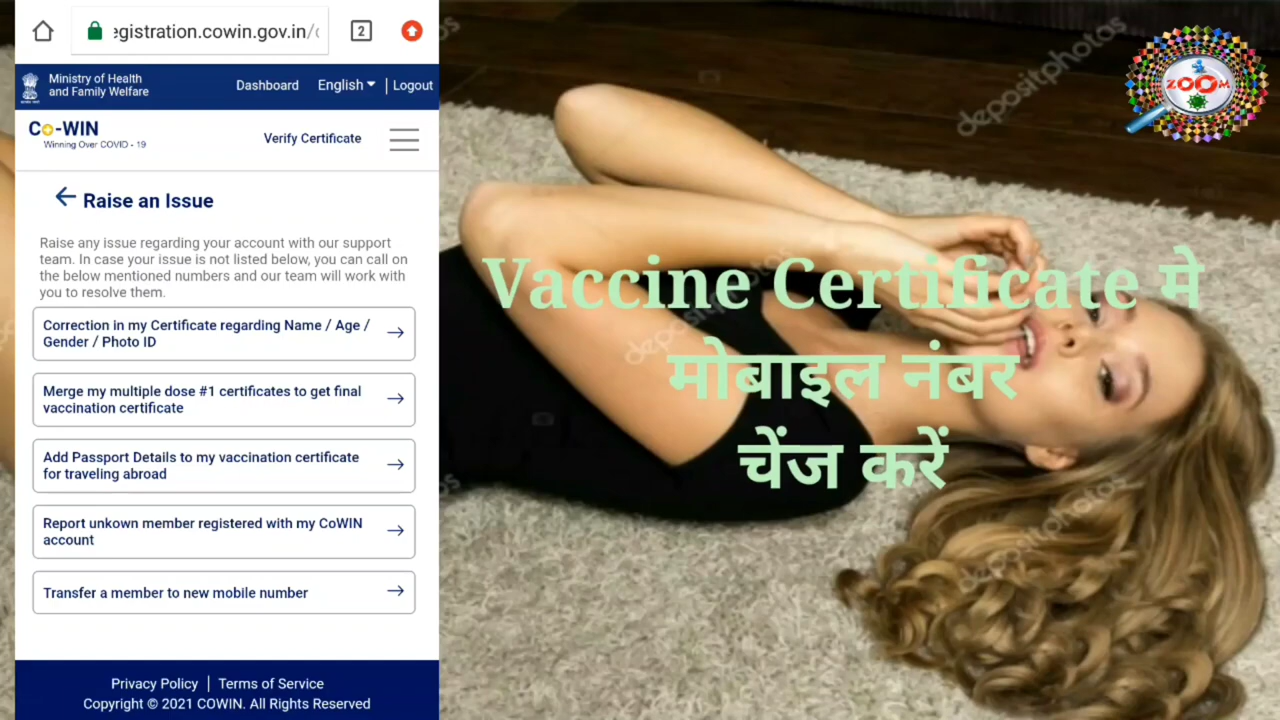 egistration.cowin.gov.in/
2
Ministry of Health
and Family Welfare
Dashboard
English
Logout
Co-WIN
Winning Over COVID - 19
Verify Certificate
Raise an Issue
Raise any issue regarding your account with our support
team. In case your issue is not listed below, you can call on
the below mentioned numbers and our team will work with
you to resolve them.
Correction in my Certificate regarding Name / Age /
Gender / Photo ID
Merge my multiple dose #1 certificates to get final
vaccination certificate
Add Passport Details to my vaccination certificate
for traveling abroad
Report unkown member registered with my CoWIN
account
Transfer a member to new mobile number
Privacy Policy | Terms of Service
Copyright © 2021 COWIN. All Rights Reserved
Vaccine Certificate मे
मोबाइल नंबर
चेंज करें
ZOOM
depositphotos
depositphotos
depositphotos